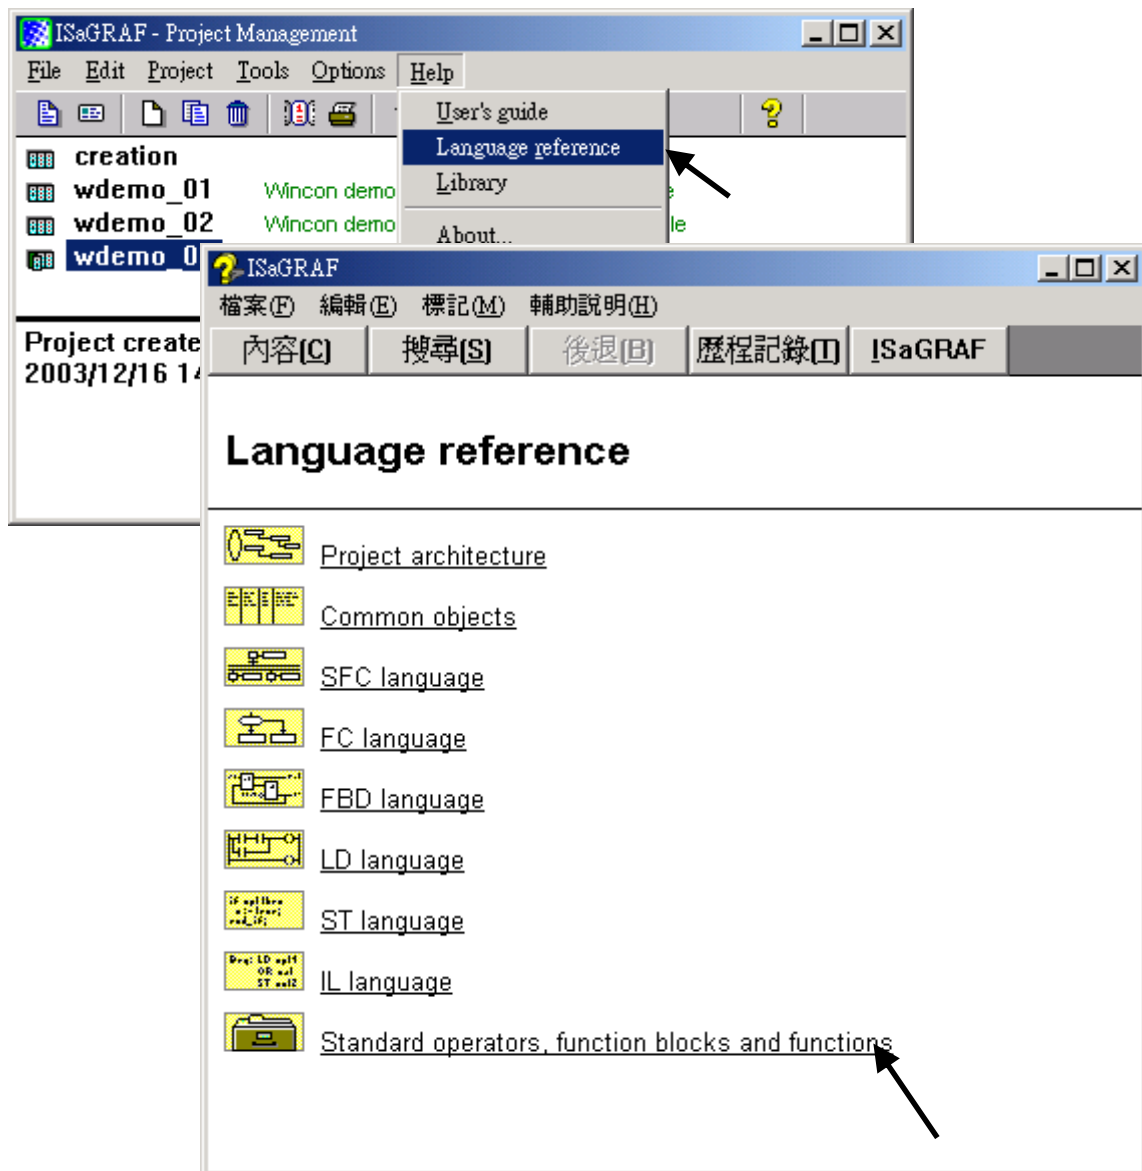 ISaGRAF - Project Management
File Edit Project Tools Options Help
User's guide
Language reference
Library
About...
creation
wdemo_01 Wincon demo
wdemo_02 Wincon demo le
wdemo_0
Project create
2003/12/16 14
ISaGRAF
檔案(F) 編輯(E) 標記(M) 輔助說明(H)
內容(C) 搜尋(S) 後退(B) 歷程記錄(T) ISaGRAF
Language reference
Project architecture
Common objects
SFC language
FC language
FBD language
LD language
ST language
IL language
Standard operators, function blocks and functions